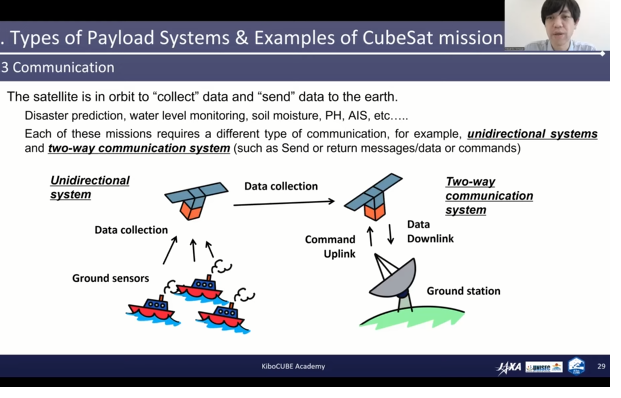 . Types of Payload Systems & Examples of CubeSat mission
3 Communication
The satellite is in orbit to “collect” data and “send” data to the earth.
Disaster prediction, water level monitoring, soil moisture, PH, AIS, etc…..
Each of these missions requires a different type of communication, for example, unidirectional systems
and two-way communication system (such as Send or return messages/data or commands)
Unidirectional
system
Data collection
Two-way
communication
system
Data collection
Command
Uplink
Data
Downlink
Ground sensors
Ground station
KiboCUBE Academy
JAXA
UNISEC
29